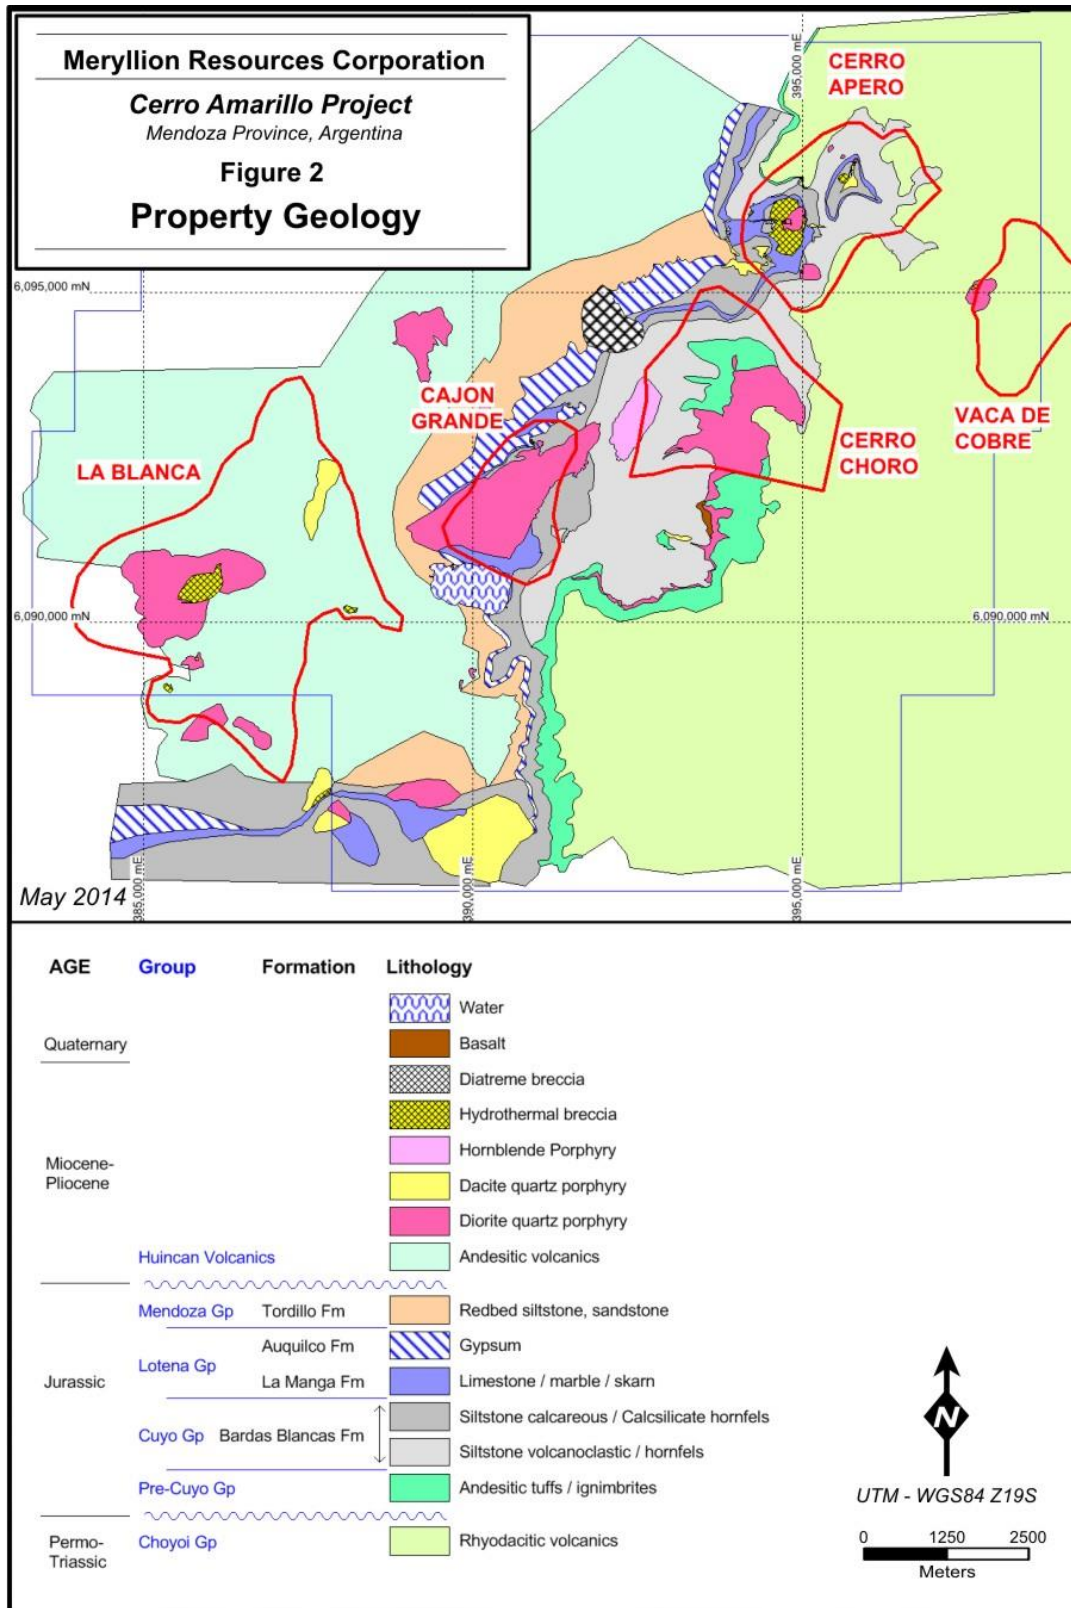 Meryllion Resources Corporation
Cerro Amarillo Project
Mendoza Province, Argentina
Figure 2
Property Geology
395,000 mE
CERRO
APERO
6,095,000 mN
CAJON
GRANDE
LA BLANCA
VACA DE
COBRE
CERRO
CHORO
6,090,000 mN
6,090,000 mN
May 2014
385,000 mE
390,000 mE
395,000 mE
AGE Group Formation Lithology
Water
Quaternary Basalt
Diatreme breccia
Hydrothermal breccia
Miocene-
Pliocene
Hornblende Porphyry
Dacite quartz porphyry
Diorite quartz porphyry
Huincan Volcanics Andesitic volcanics
Mendoza Gp Tordillo Fm Redbed siltstone, sandstone
Auquilco Fm Gypsum
Lotena Gp
Jurassic La Manga Fm Limestone / marble / skarn
Siltstone calcareous / Calcsilicate hornfels
Cuyo Gp Bardas Blancas Fm
Siltstone volcanoclastic / hornfels
Pre-Cuyo Gp Andesitic tuffs / ignimbrites
Permo-
Triassic
Choyoi Gp Rhyodacitic volcanics
N
UTM - WGS84 Z19S
0 1250 2500
Meters